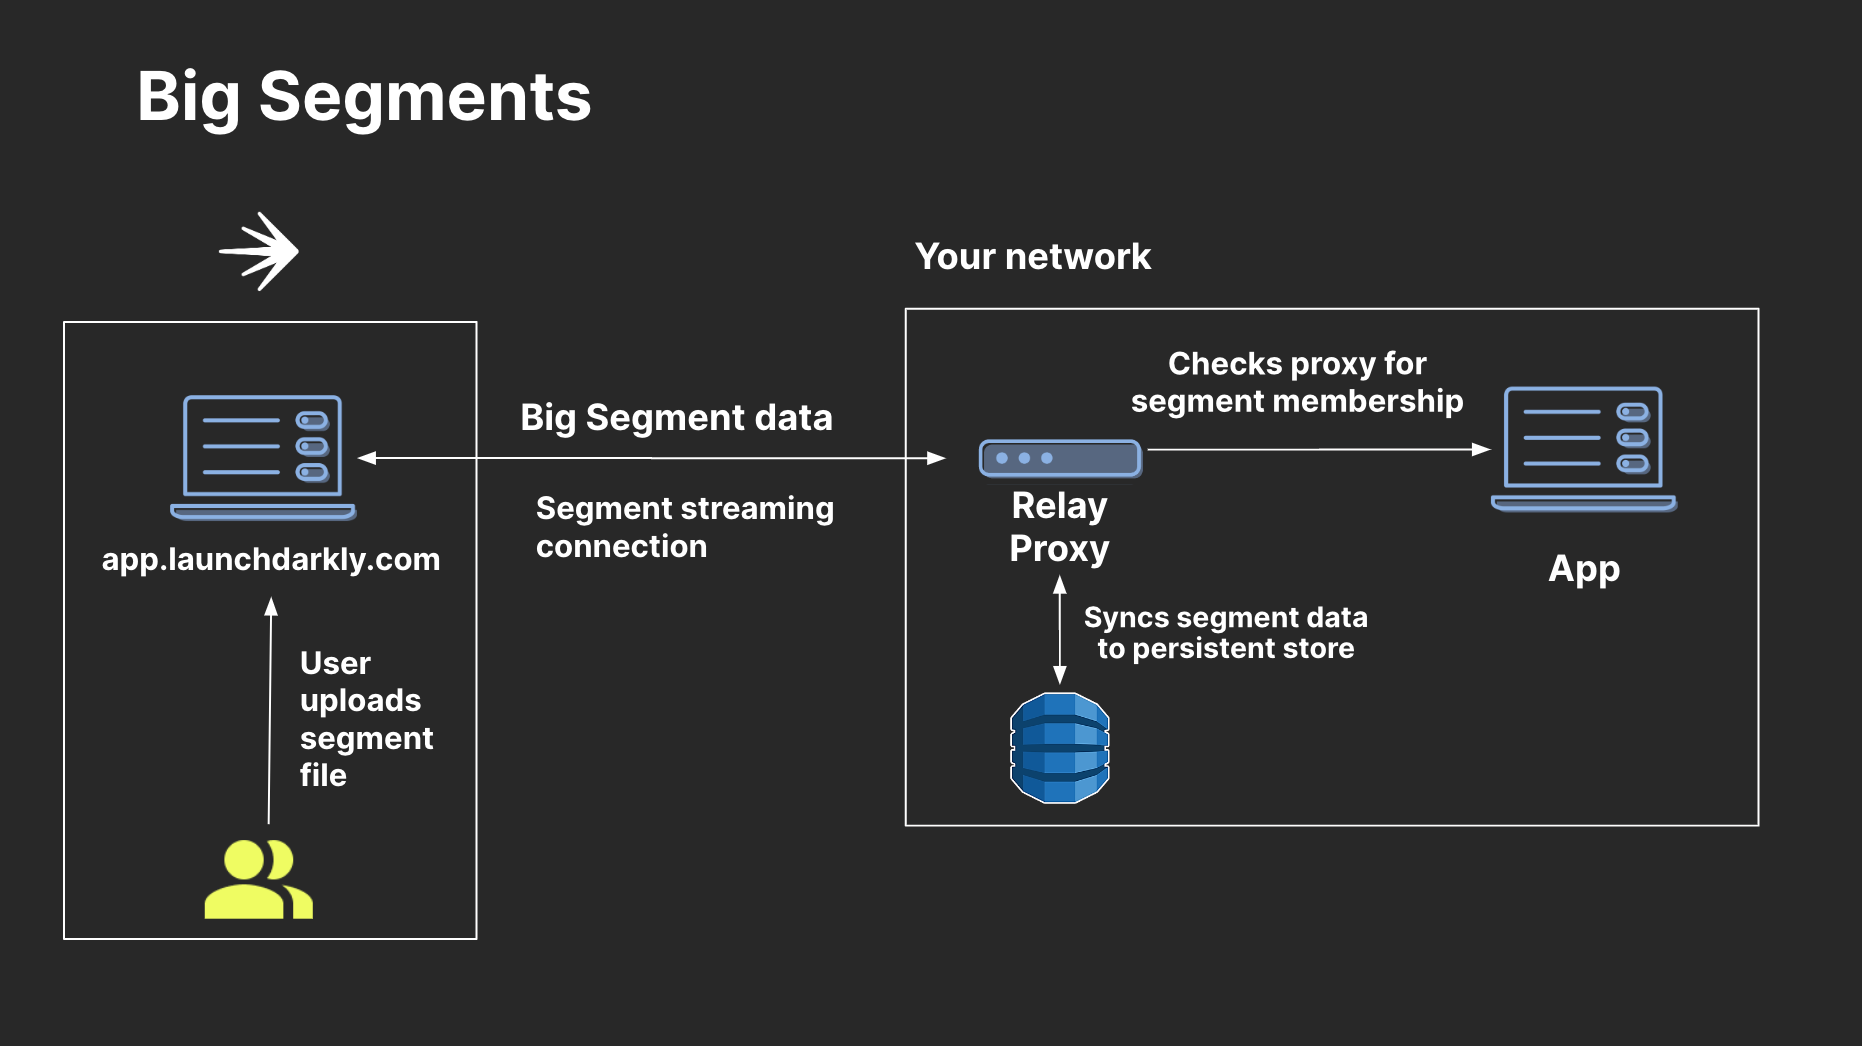 Big Segments
Your network
Checks proxy for
segment membership
Big Segment data
Segment streaming
connection
Relay
Proxy
app.launchdarkly.com
App
Syncs segment data
to persistent store
User
uploads
segment
file